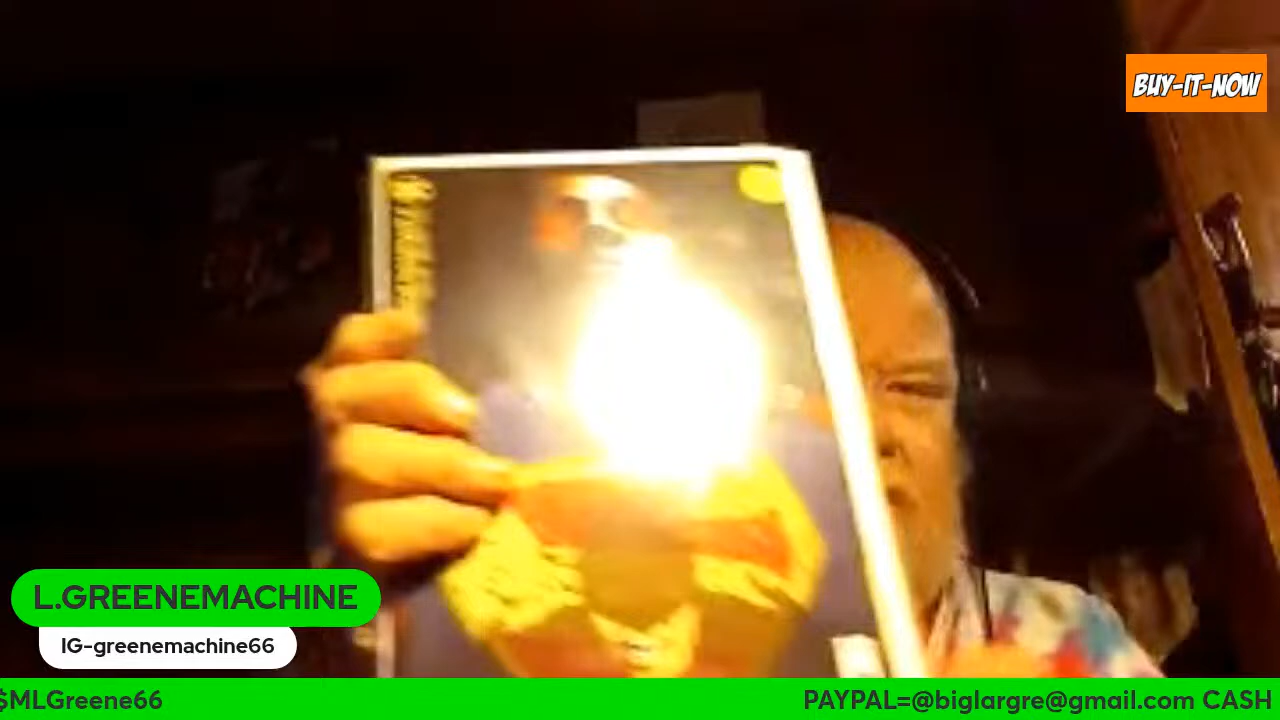 BUY-IT-NOW
L.GREENEMACHINE
IG-greenemachine66
$MLGreene66
PAYPAL=@biglargre@gmail.com CASH